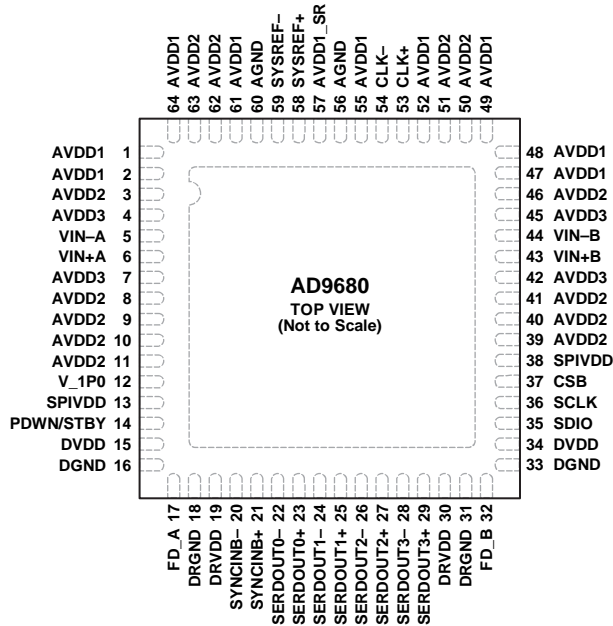 64 AVDD1
63 AVDD2
62 AVDD2
61 AVDD1
60 AGND
59 SYSREF–
58 SYSREF+
57 AVDD1_SR
56 AGND
55 AVDD1
54 CLK–
53 CLK+
52 AVDD1
51 AVDD2
50 AVDD2
49 AVDD1
AVDD1 1
AVDD1 2
AVDD2 3
AVDD3 4
VIN–A 5
VIN+A 6
AVDD3 7
AVDD2 8
AVDD2 9
AVDD2 10
AVDD2 11
V_1P0 12
SPIVDD 13
PDWN/STBY 14
DVDD 15
DGND 16
AD9680
TOP VIEW
(Not to Scale)
48 AVDD1
47 AVDD1
46 AVDD2
45 AVDD3
44 VIN–B
43 VIN+B
42 AVDD3
41 AVDD2
40 AVDD2
39 AVDD2
38 SPIVDD
37 CSB
36 SCLK
35 SDIO
34 DVDD
33 DGND
FD_A 17
DRGND 18
DRVDD 19
SYNCINB– 20
SYNCINB+ 21
SERDOUT0– 22
SERDOUT0+ 23
SERDOUT1– 24
SERDOUT1+ 25
SERDOUT2– 26
SERDOUT2+ 27
SERDOUT3– 28
SERDOUT3+ 29
DRVDD 30
DRGND 31
FD_B 32